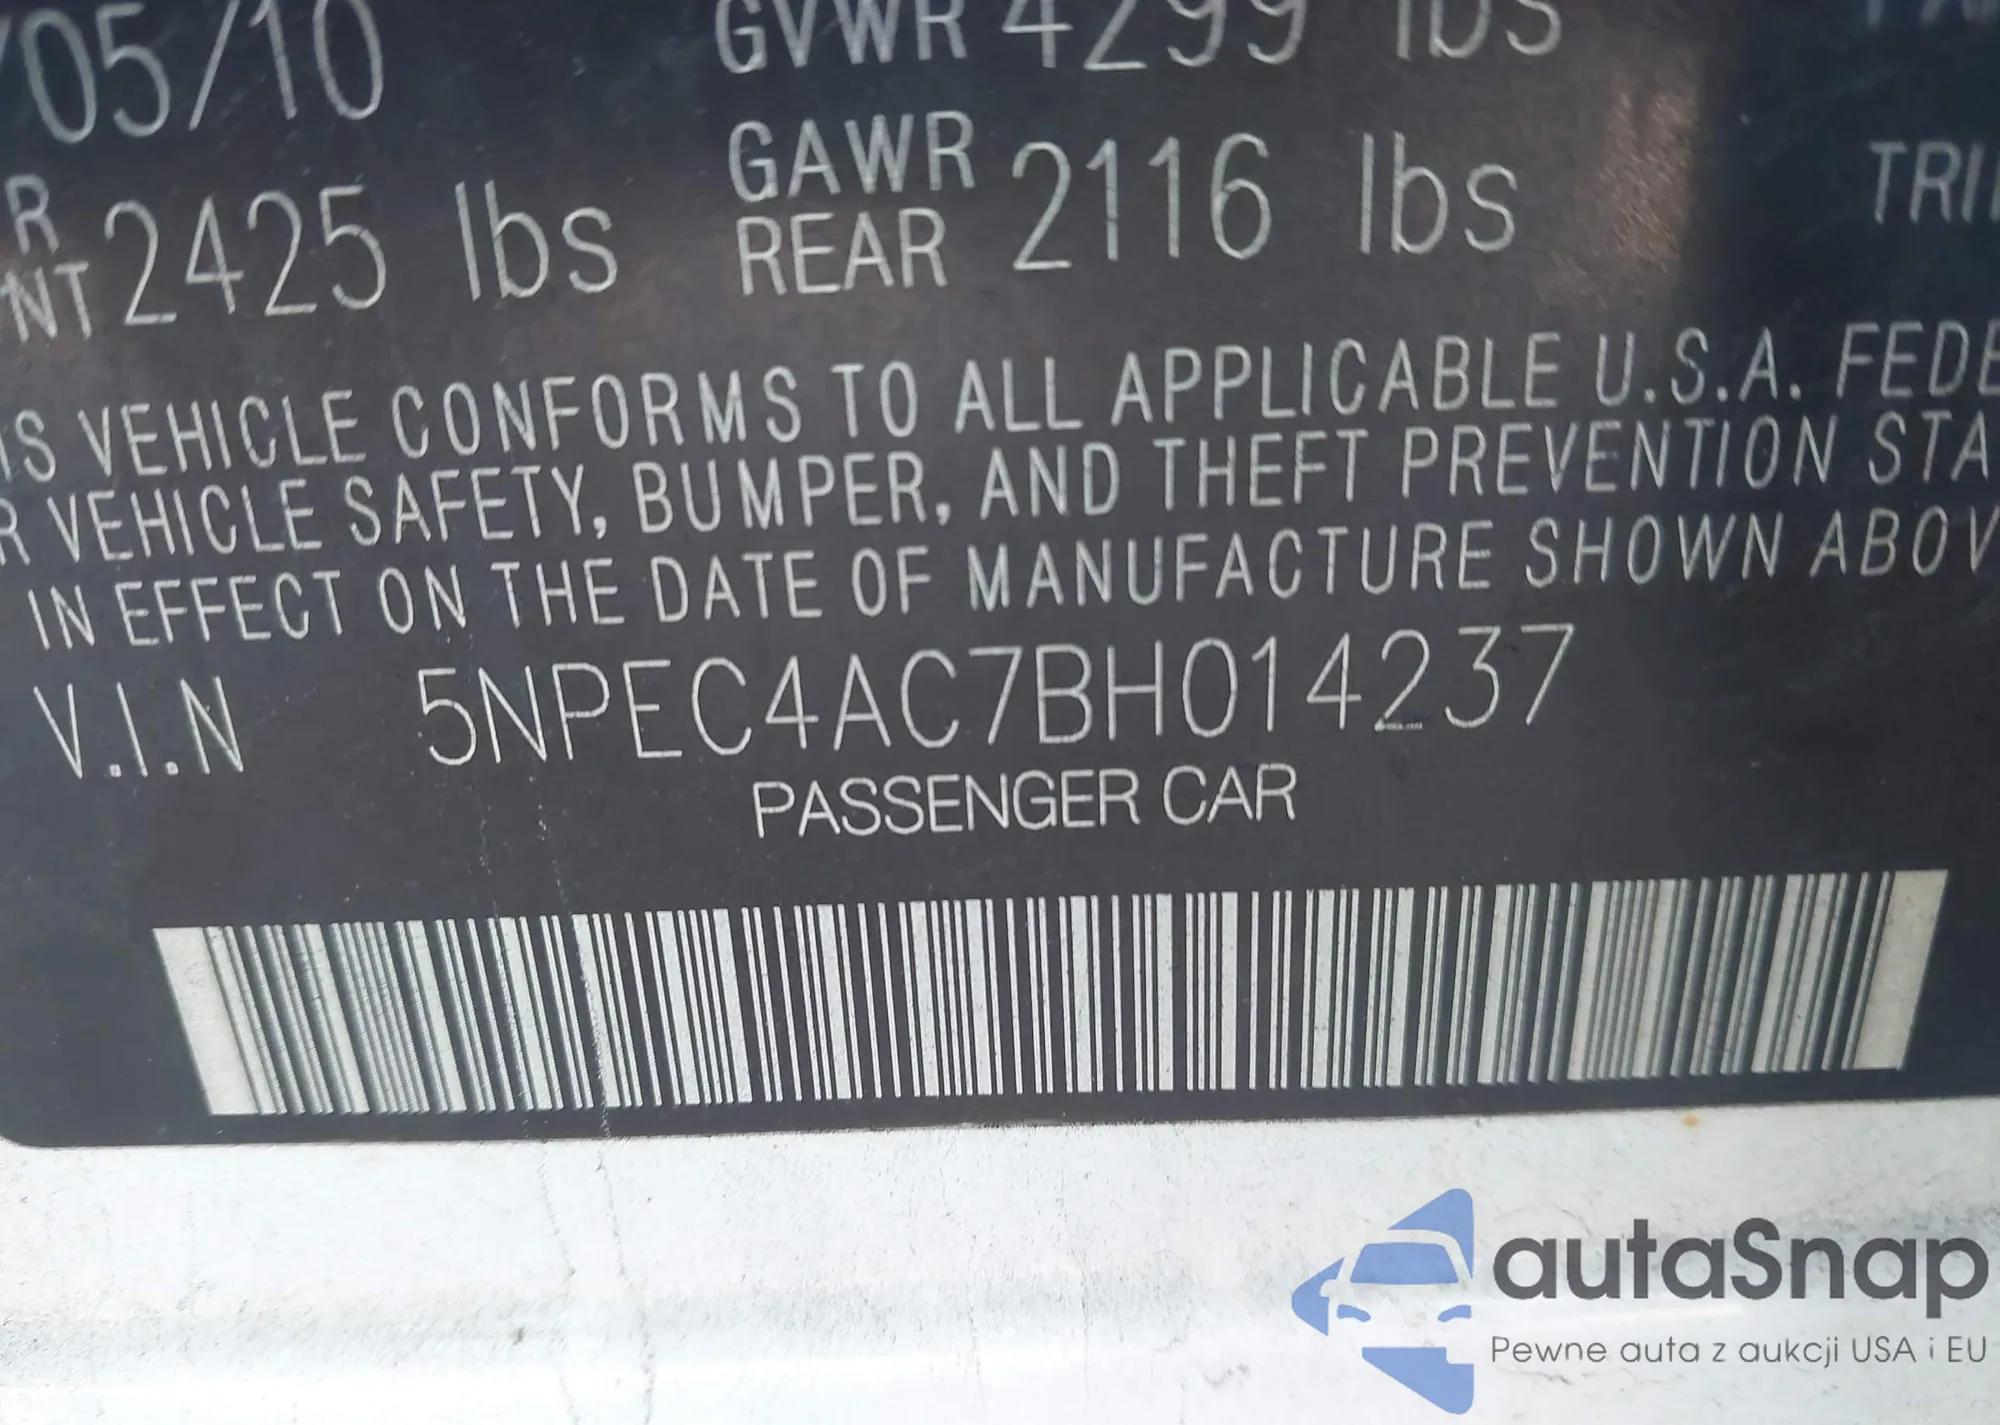 /05/10 GVWR 4299 lbs
R GAWR TRI
NT 2425 lbs REAR 2116 lbs
IS VEHICLE CONFORMS TO ALL APPLICABLE U.S.A. FEDE
R VEHICLE SAFETY, BUMPER, AND THEFT PREVENTION STA
IN EFFECT ON THE DATE OF MANUFACTURE SHOWN ABOV
V.I.N 5NPEC4AC7BH014237
PASSENGER CAR
autaSnap
Pewne auta z aukcji USA i EU